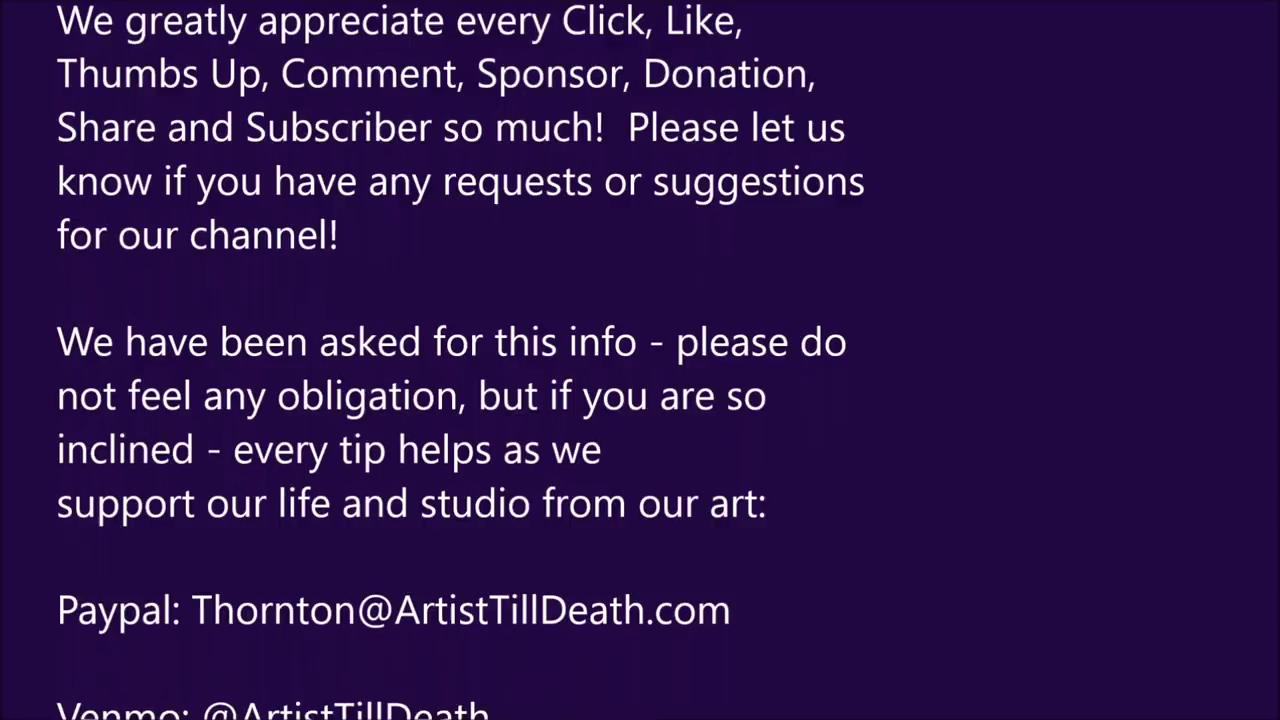 We greatly appreciate every Click, Like,
Thumbs Up, Comment, Sponsor, Donation,
Share and Subscriber so much!  Please let us
know if you have any requests or suggestions
for our channel!
We have been asked for this info - please do
not feel any obligation, but if you are so
inclined - every tip helps as we
support our life and studio from our art:
Paypal: Thornton@ArtistTillDeath.com
Venmo: @ArtistTillDeath